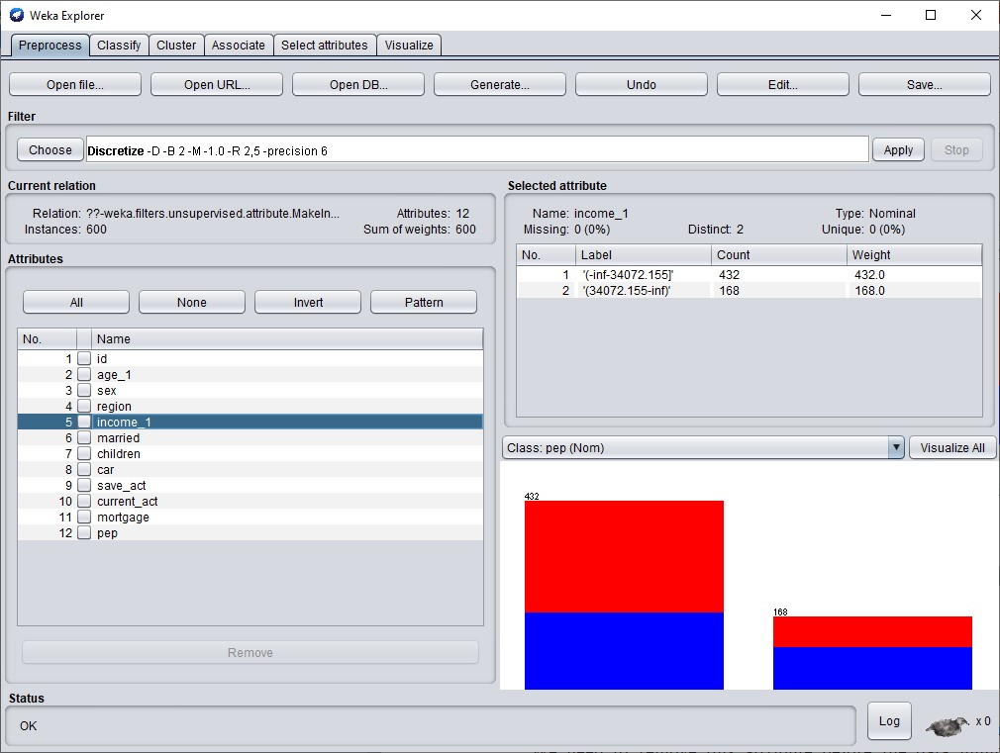 Weka Explorer
Preprocess Classify Cluster Associate Select attributes Visualize
Open file... Open URL... Open DB... Generate... Undo Edit... Save...
Filter
Choose Discretize -D -B 2 -M -1.0 -R 2,5 -precision 6 Apply Stop
Current relation
Relation: ??-weka.filters.unsupervised.attribute.MakeIn... Attributes: 12
Instances: 600 Sum of weights: 600
Selected attribute
Name: income_1 Type: Nominal
Missing: 0 (0%) Distinct: 2 Unique: 0 (0%)
No. Label Count Weight
1 '(-inf-34072.155]' 432 432.0
2 '(34072.155-inf)' 168 168.0
Attributes
All None Invert Pattern
No. Name
1 id
2 age_1
3 sex
4 region
5 income_1
6 married
7 children
8 car
9 save_act
10 current_act
11 mortgage
12 pep
Remove
Class: pep (Nom) Visualize All
432
168
Status
OK
Log x 0